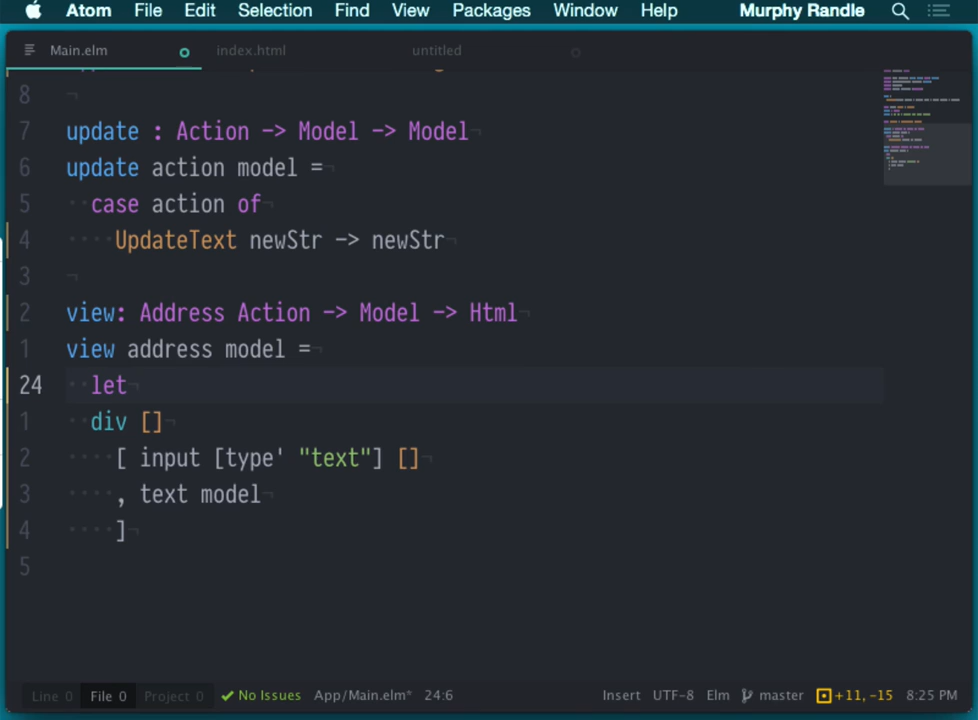 Atom File Edit Selection Find View Packages Window Help Murphy Randle
Main.elm index.html untitled
8
7 update : Action -> Model -> Model
6 update action model =
5 case action of
4 UpdateText newStr -> newStr
3
2 view: Address Action -> Model -> Html
1 view address model =
24 let
1 div []
2 [ input [type' "text"] []
3 , text model
4 ]
5
Line 0 File 0 Project 0 No Issues App/Main.elm* 24:6 Insert UTF-8 Elm master +11, -15 8:25 PM